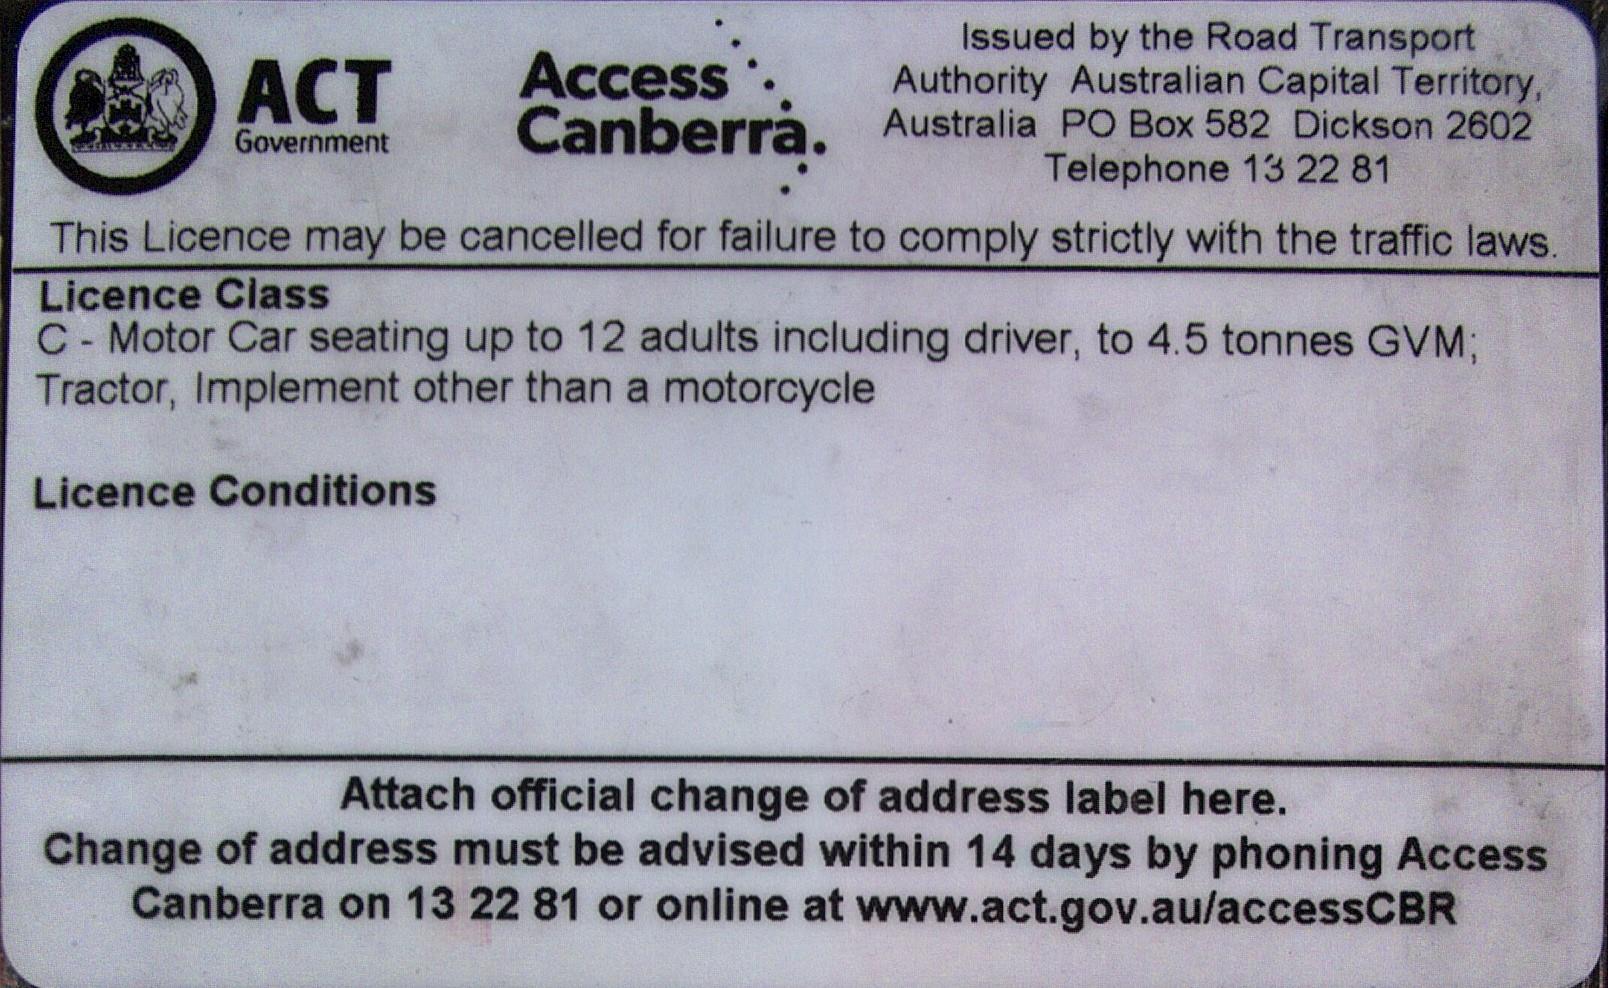 ACT
Government
Access
Canberra.
Issued by the Road Transport
Authority Australian Capital Territory,
Australia PO Box 582 Dickson 2602
Telephone 13 22 81
This Licence may be cancelled for failure to comply strictly with the traffic laws.
Licence Class
C - Motor Car seating up to 12 adults including driver, to 4.5 tonnes GVM;
Tractor, Implement other than a motorcycle
Licence Conditions
Attach official change of address label here.
Change of address must be advised within 14 days by phoning Access
Canberra on 13 22 81 or online at www.act.gov.au/accessCBR